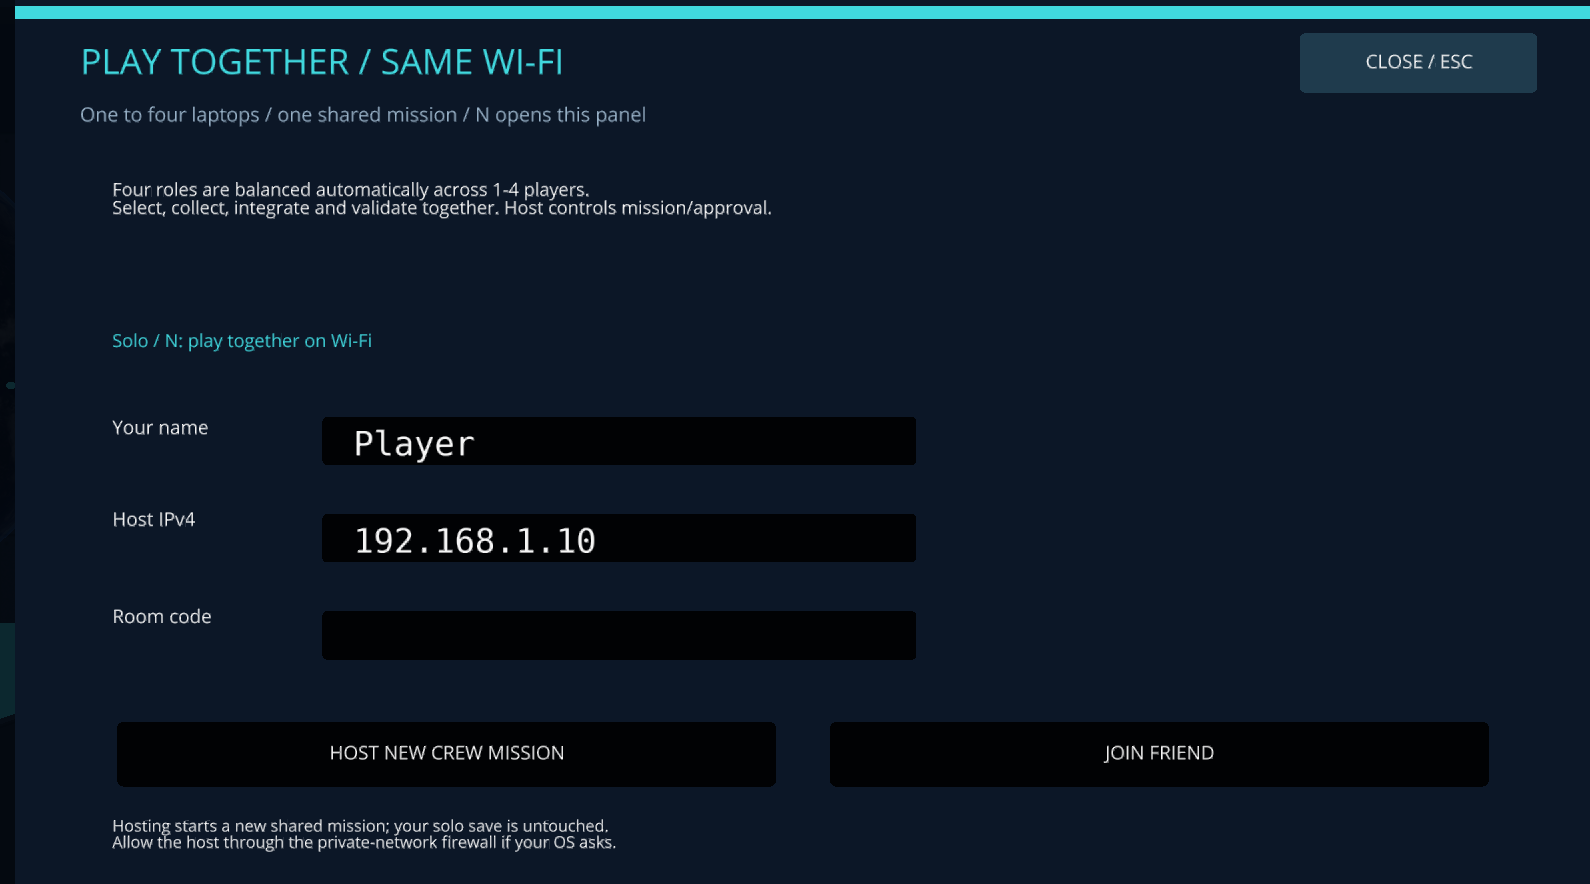 PLAY TOGETHER / SAME WI-FI
CLOSE / ESC
One to four laptops / one shared mission / N opens this panel
Four roles are balanced automatically across 1-4 players.
Select, collect, integrate and validate together. Host controls mission/approval.
Solo / N: play together on Wi-Fi
Your name
Player
Host IPv4
192.168.1.10
Room code
HOST NEW CREW MISSION
JOIN FRIEND
Hosting starts a new shared mission; your solo save is untouched.
Allow the host through the private-network firewall if your OS asks.